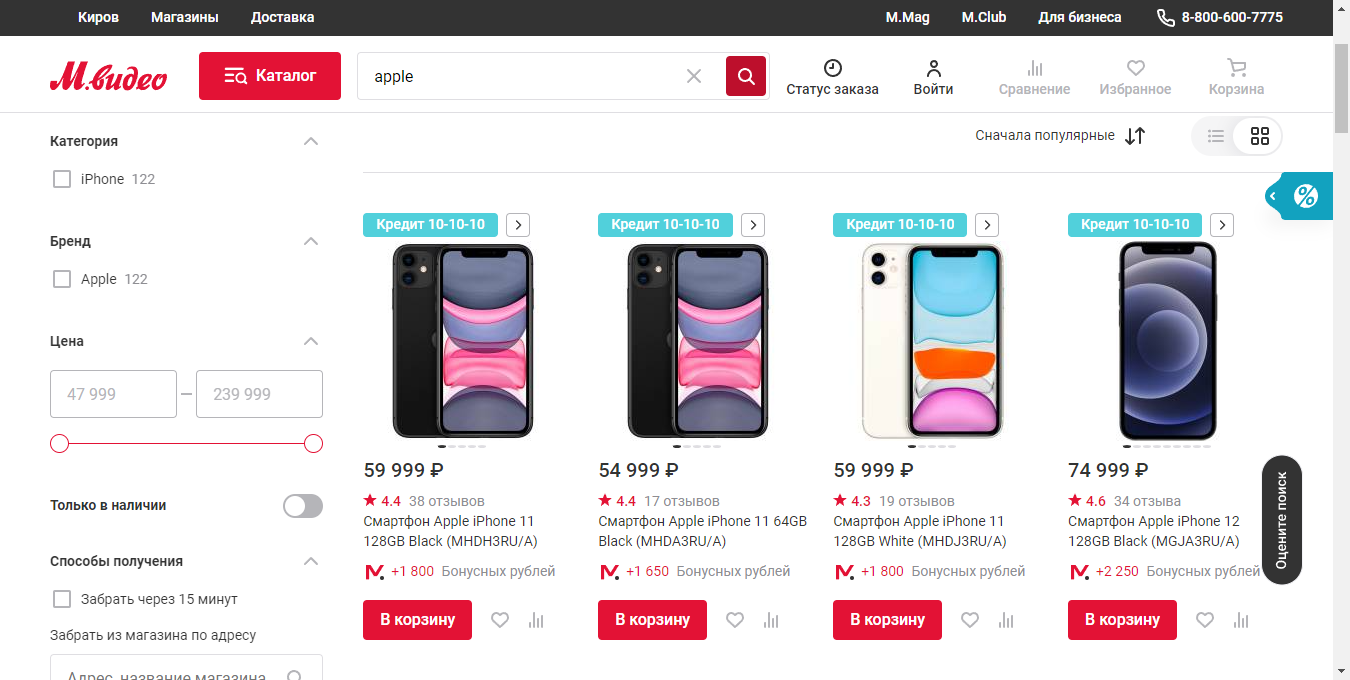 Киров Магазины Доставка M.Mag M.Club Для бизнеса 8-800-600-7775
М.видео Каталог apple Статус заказа Войти Сравнение Избранное Корзина
Категория
iPhone 122
Бренд
Apple 122
Цена
47 999 – 239 999
Только в наличии
Способы получения
Забрать через 15 минут
Забрать из магазина по адресу
Адрес, название магазина
Сначала популярные
%
Кредит 10-10-10
59 999 ₽
4.4 38 отзывов
Смартфон Apple iPhone 11
128GB Black (MHDH3RU/A)
+1 800 Бонусных рублей
В корзину
Кредит 10-10-10
54 999 ₽
4.4 17 отзывов
Смартфон Apple iPhone 11 64GB
Black (MHDA3RU/A)
+1 650 Бонусных рублей
В корзину
Кредит 10-10-10
59 999 ₽
4.3 19 отзывов
Смартфон Apple iPhone 11
128GB White (MHDJ3RU/A)
+1 800 Бонусных рублей
В корзину
Кредит 10-10-10
74 999 ₽
4.6 34 отзыва
Смартфон Apple iPhone 12
128GB Black (MGJA3RU/A)
+2 250 Бонусных рублей
В корзину
Оцените поиск